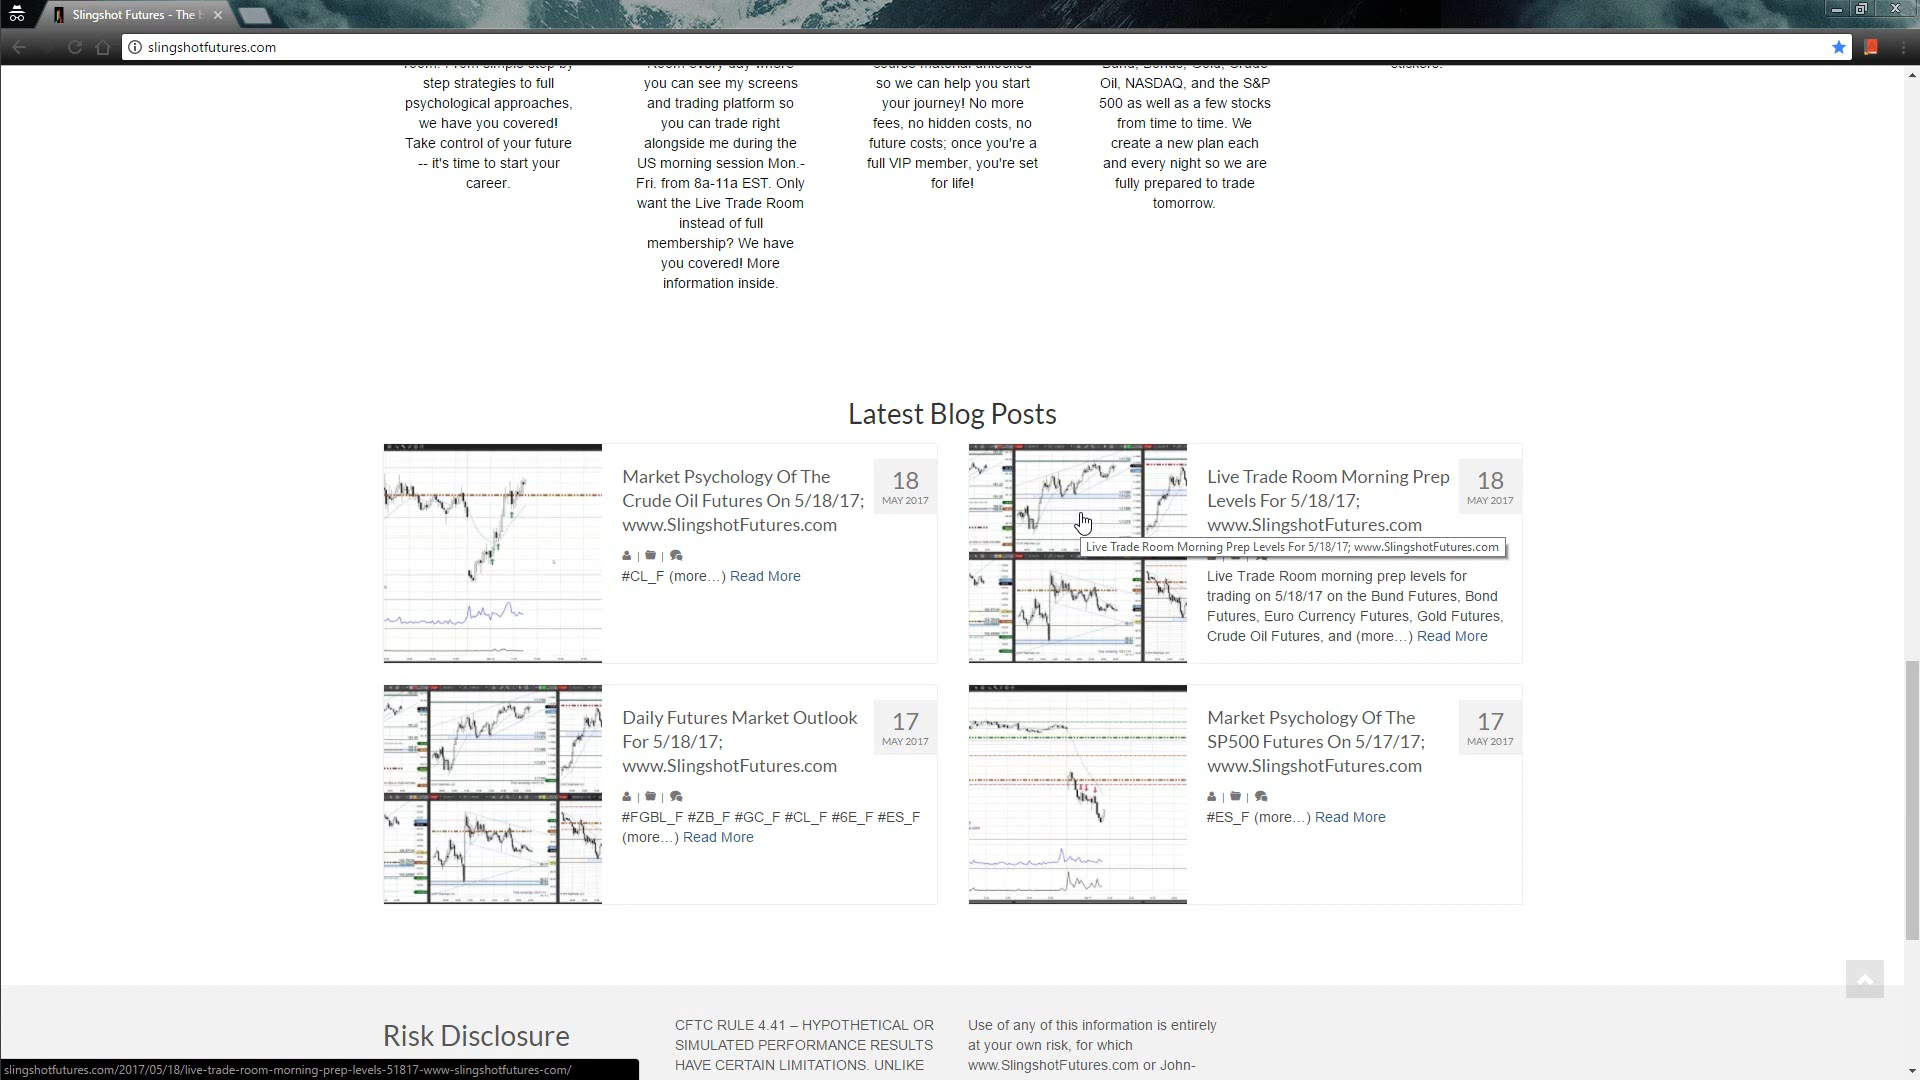 Slingshot Futures - The b
slingshotfutures.com
step strategies to full
psychological approaches,
we have you covered!
Take control of your future
-- it's time to start your
career.
you can see my screens
and trading platform so
you can trade right
alongside me during the
US morning session Mon.-
Fri. from 8a-11a EST. Only
want the Live Trade Room
instead of full
membership? We have
you covered! More
information inside.
so we can help you start
your journey! No more
fees, no hidden costs, no
future costs; once you're a
full VIP member, you're set
for life!
Oil, NASDAQ, and the S&P
500 as well as a few stocks
from time to time. We
create a new plan each
and every night so we are
fully prepared to trade
tomorrow.
stickers.
Latest Blog Posts
Market Psychology Of The
Crude Oil Futures On 5/18/17;
www.SlingshotFutures.com
18
MAY 2017
#CL_F (more…) Read More
Live Trade Room Morning Prep
Levels For 5/18/17;
www.SlingshotFutures.com
18
MAY 2017
Live Trade Room Morning Prep Levels For 5/18/17; www.SlingshotFutures.com
Live Trade Room morning prep levels for
trading on 5/18/17 on the Bund Futures, Bond
Futures, Euro Currency Futures, Gold Futures,
Crude Oil Futures, and (more…) Read More
Daily Futures Market Outlook
For 5/18/17;
www.SlingshotFutures.com
17
MAY 2017
#FGBL_F #ZB_F #GC_F #CL_F #6E_F #ES_F
(more…) Read More
Market Psychology Of The
SP500 Futures On 5/17/17;
www.SlingshotFutures.com
17
MAY 2017
#ES_F (more…) Read More
Risk Disclosure
CFTC RULE 4.41 – HYPOTHETICAL OR
SIMULATED PERFORMANCE RESULTS
HAVE CERTAIN LIMITATIONS. UNLIKE
Use of any of this information is entirely
at your own risk, for which
www.SlingshotFutures.com or John-
slingshotfutures.com/2017/05/18/live-trade-room-morning-prep-levels-51817-www-slingshotfutures-com/